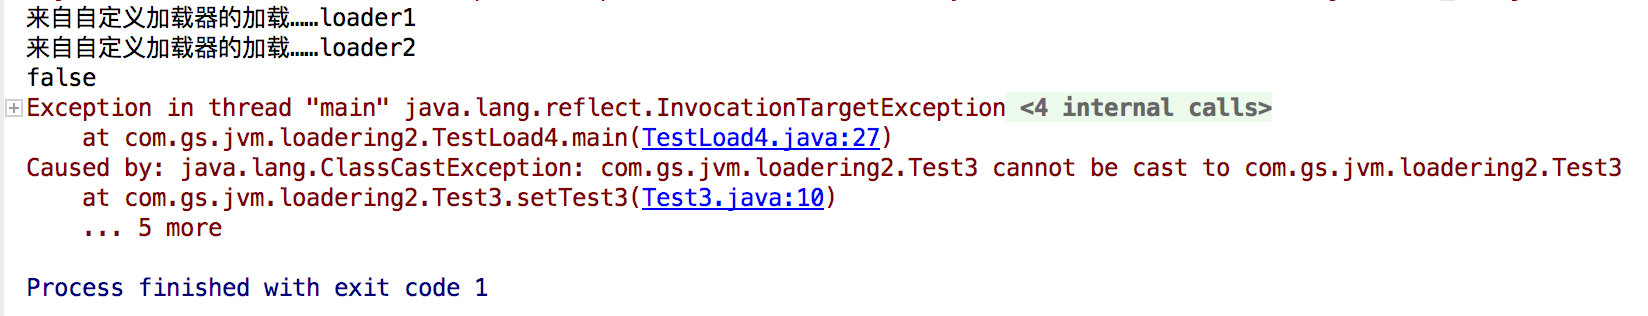 来自自定义加载器的加载……loader1
来自自定义加载器的加载……loader2
false
Exception in thread "main" java.lang.reflect.InvocationTargetException <4 internal calls>
    at com.gs.jvm.loadering2.TestLoad4.main(TestLoad4.java:27)
Caused by: java.lang.ClassCastException: com.gs.jvm.loadering2.Test3 cannot be cast to com.gs.jvm.loadering2.Test3
    at com.gs.jvm.loadering2.Test3.setTest3(Test3.java:10)
    ... 5 more
Process finished with exit code 1